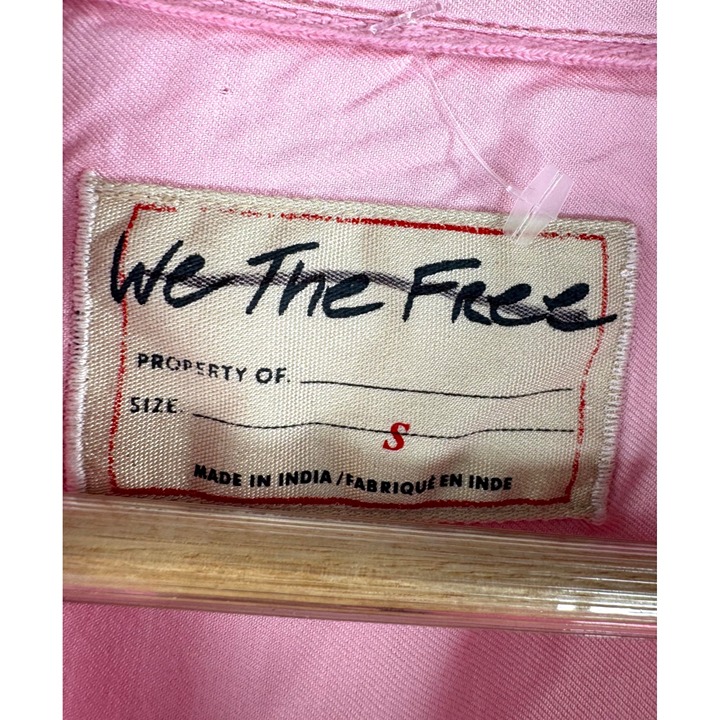 We The Free
PROPERTY OF.
SIZE.
S
MADE IN INDIA/FABRIQUÉ EN INDE